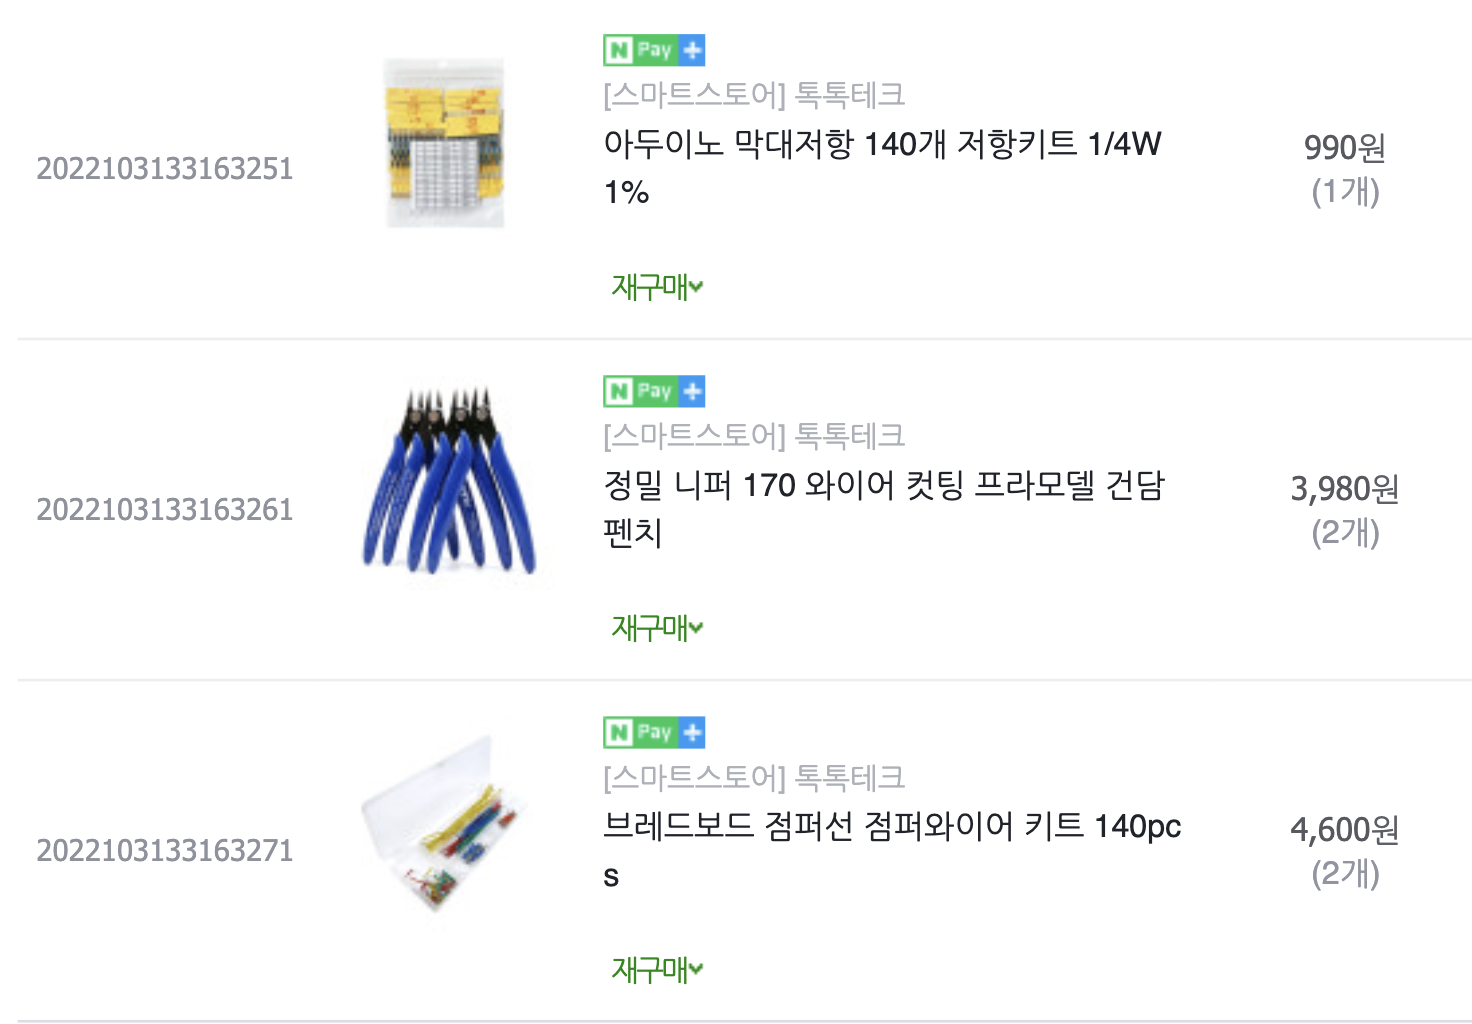 N Pay +
[스마트스토어] 톡톡테크
2022103133163251
아두이노 막대저항 140개 저항키트 1/4W
1%
990원
(1개)
재구매
N Pay +
[스마트스토어] 톡톡테크
2022103133163261
정밀 니퍼 170 와이어 컷팅 프라모델 건담
펜치
3,980원
(2개)
재구매
N Pay +
[스마트스토어] 톡톡테크
2022103133163271
브레드보드 점퍼선 점퍼와이어 키트 140pc
s
4,600원
(2개)
재구매